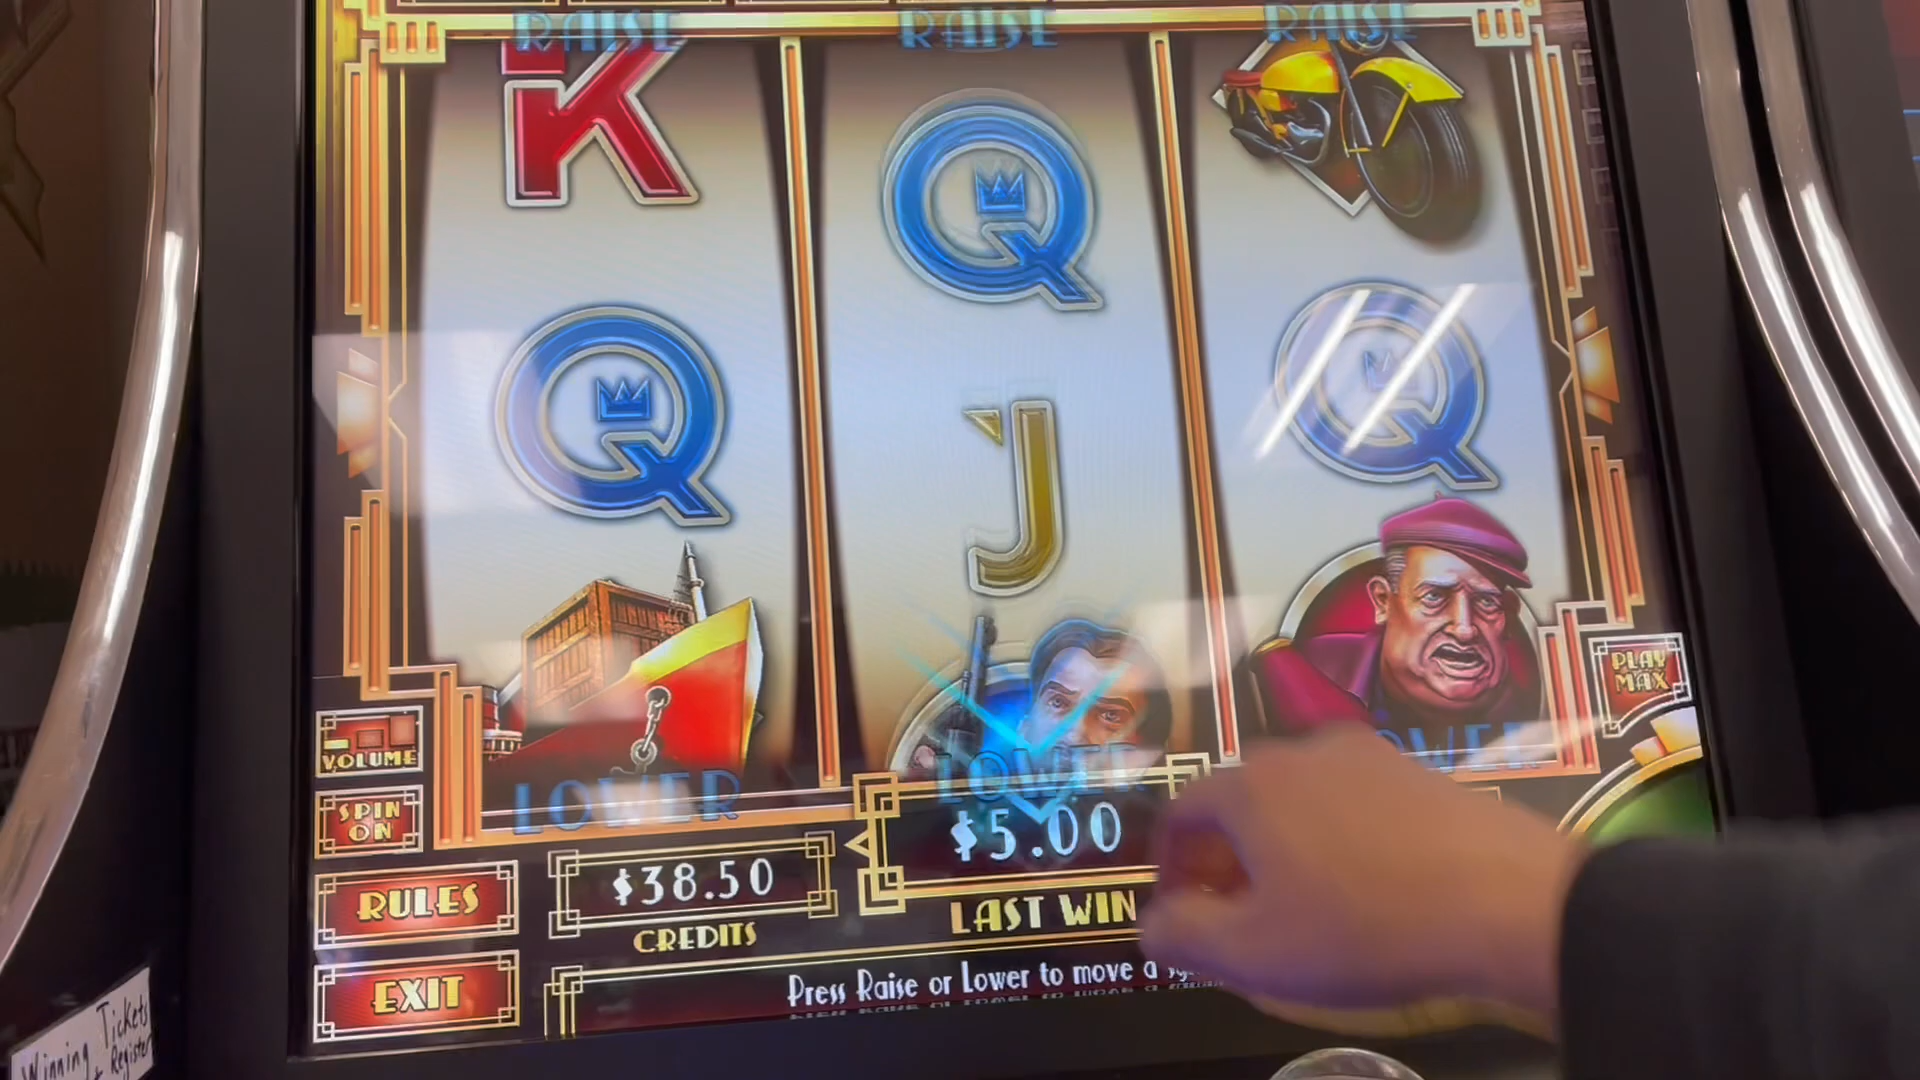 RAISE RAISE RAISE
K
Q
Q Q
J
PLAY
MAX
VOLUME
LOWER LOWER
SPIN
ON
$5.00
$38.50
RULES
LAST WIN
CREDITS
Press Raise or Lower to move a
EXIT
Winning Tickets
Register